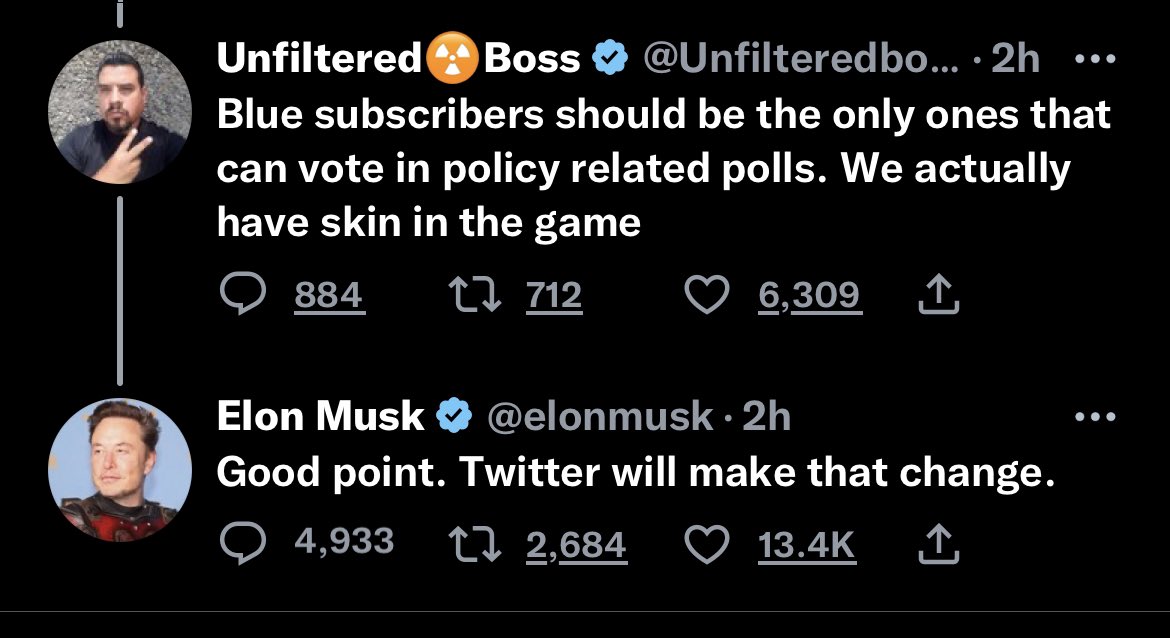 Unfiltered☢️Boss @Unfilteredbo... · 2h
Blue subscribers should be the only ones that
can vote in policy related polls. We actually
have skin in the game
884 712 6,309
Elon Musk @elonmusk · 2h
Good point. Twitter will make that change.
4,933 2,684 13.4K